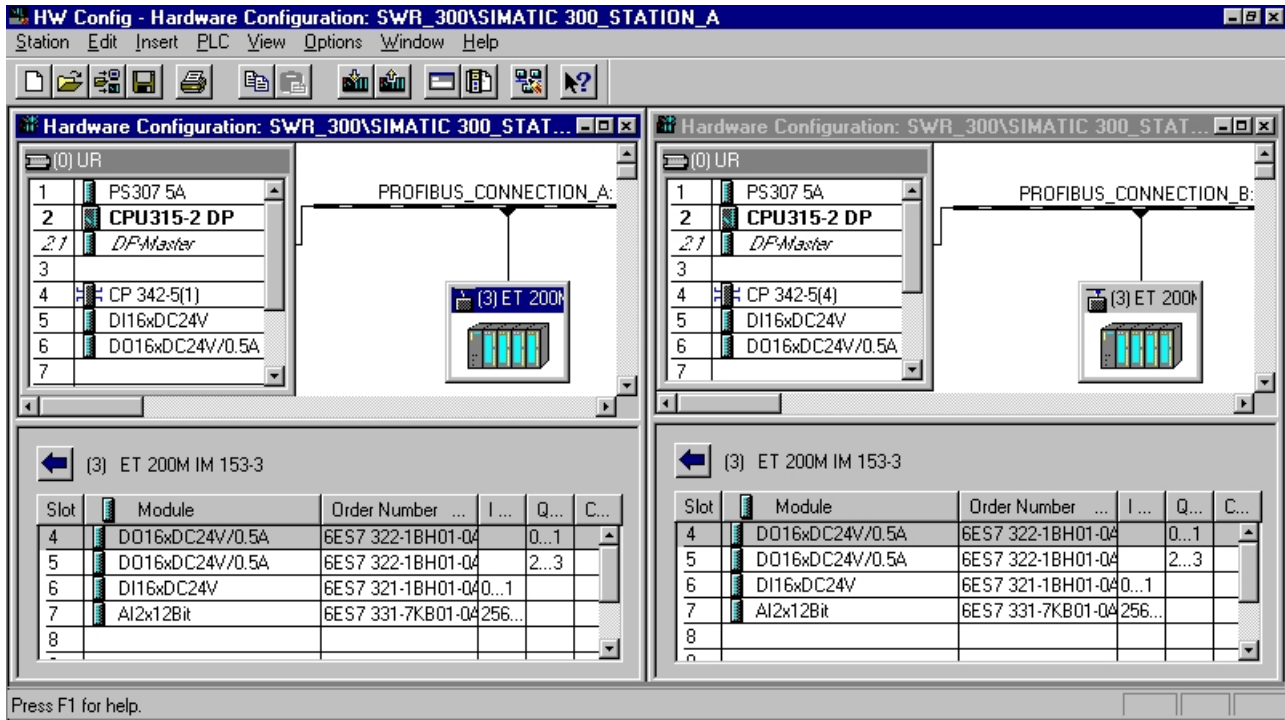 HW Config - Hardware Configuration: SWR_300\SIMATIC 300_STATION_A
Station Edit Insert PLC View Options Window Help
Hardware Configuration: SWR_300\SIMATIC 300_STAT...
(0) UR
1 PS307 5A
2 CPU315-2 DP
2.1 DP-Master
3
4 CP 342-5(1)
5 DI16xDC24V
6 DO16xDC24V/0.5A
7
PROFIBUS_CONNECTION_A:
(3) ET 200M
(3) ET 200M IM 153-3
Slot Module Order Number ... I ... Q... C...
4 DO16xDC24V/0.5A 6ES7 322-1BH01-0A 0...1
5 DO16xDC24V/0.5A 6ES7 322-1BH01-0A 2...3
6 DI16xDC24V 6ES7 321-1BH01-0A 0...1
7 AI2x12Bit 6ES7 331-7KB01-0A 256...
8
Hardware Configuration: SWR_300\SIMATIC 300_STAT...
(0) UR
1 PS307 5A
2 CPU315-2 DP
2.1 DP-Master
3
4 CP 342-5(4)
5 DI16xDC24V
6 DO16xDC24V/0.5A
7
PROFIBUS_CONNECTION_B:
(3) ET 200M
(3) ET 200M IM 153-3
Slot Module Order Number ... I ... Q... C...
4 DO16xDC24V/0.5A 6ES7 322-1BH01-0A 0...1
5 DO16xDC24V/0.5A 6ES7 322-1BH01-0A 2...3
6 DI16xDC24V 6ES7 321-1BH01-0A 0...1
7 AI2x12Bit 6ES7 331-7KB01-0A 256...
8
Press F1 for help.